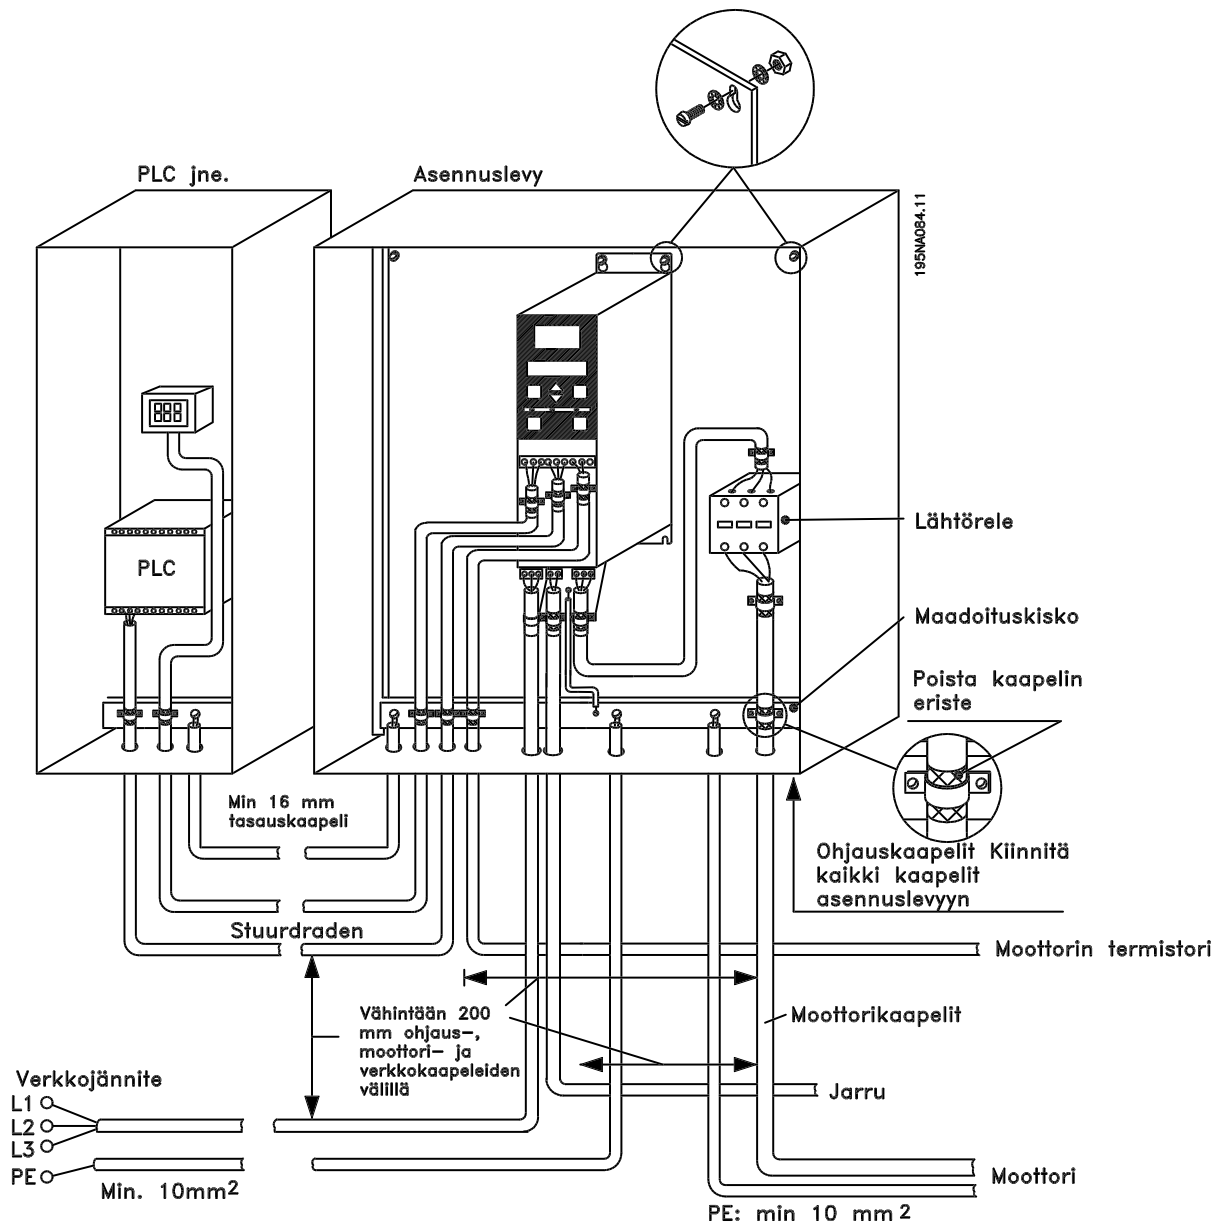 PLC jne.
Asennuslevy
195NA084.11
PLC
Lähtörele
Maadoituskisko
Poista kaapelin
eriste
Min 16 mm
tasauskaapeli
Ohjauskaapelit Kiinnitä
kaikki kaapelit
asennuslevyyn
Stuurdraden
Moottorin termistori
Vähintään 200
mm ohjaus-,
moottori- ja
verkkokaapeleiden
välillä
Moottorikaapelit
Verkkojännite
L1
L2
L3
PE
Jarru
Min. 10mm²
Moottori
PE: min 10 mm²